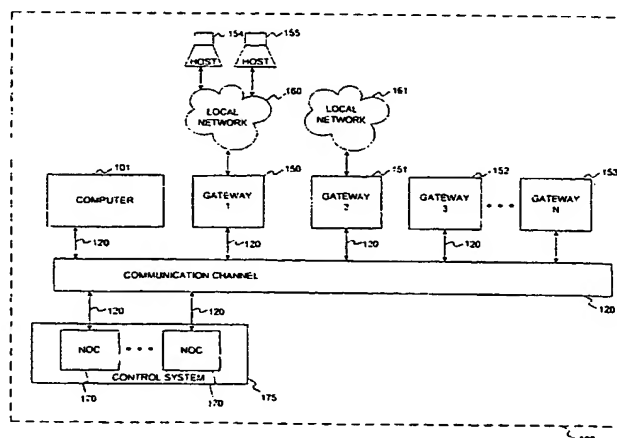 154
155
HOST
HOST
160
161
LOCAL
NETWORK
LOCAL
NETWORK
101
150
151
152
153
COMPUTER
GATEWAY
1
GATEWAY
2
GATEWAY
3
GATEWAY
N
120
120
120
120
COMMUNICATION CHANNEL
120
120
120
NOC
NOC
CONTROL SYSTEM
170
170
175